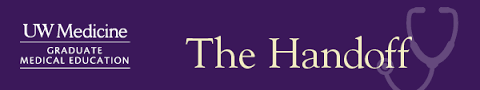 UW Medicine
GRADUATE
MEDICAL EDUCATION
The Handoff